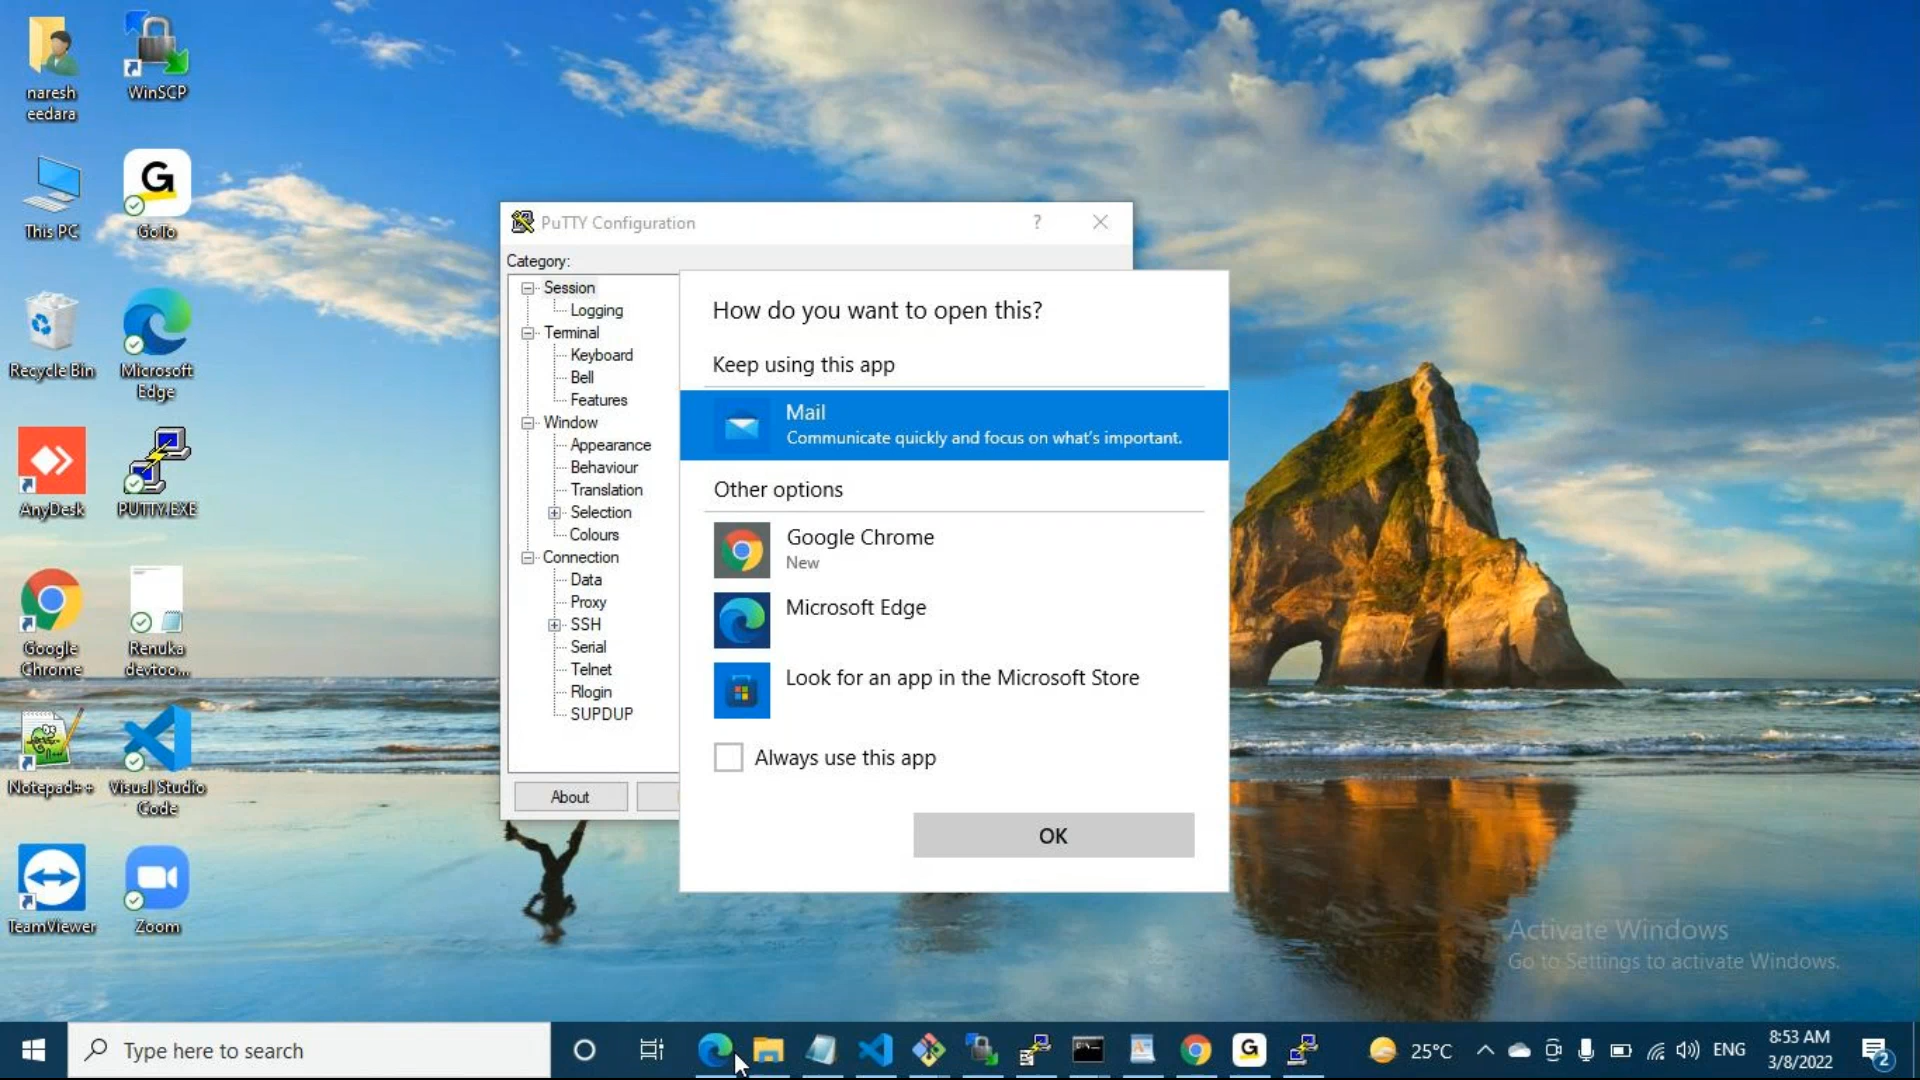 naresh
eedara
WinSCP
This PC
G
GoTo
Recycle Bin
Microsoft
Edge
AnyDesk
PUTTY.EXE
Google
Chrome
Renuka
devtoo...
Notepad++
Visual Studio
Code
TeamViewer
Zoom
PuTTY Configuration
?
Category:
Session
Logging
Terminal
Keyboard
Bell
Features
Window
Appearance
Behaviour
Translation
Selection
Colours
Connection
Data
Proxy
SSH
Serial
Telnet
Rlogin
SUPDUP
About
How do you want to open this?
Keep using this app
Mail
Communicate quickly and focus on what's important.
Other options
Google Chrome
New
Microsoft Edge
Look for an app in the Microsoft Store
Always use this app
OK
Activate Windows
Go to Settings to activate Windows.
Type here to search
G
25°C
ENG
8:53 AM
3/8/2022
2